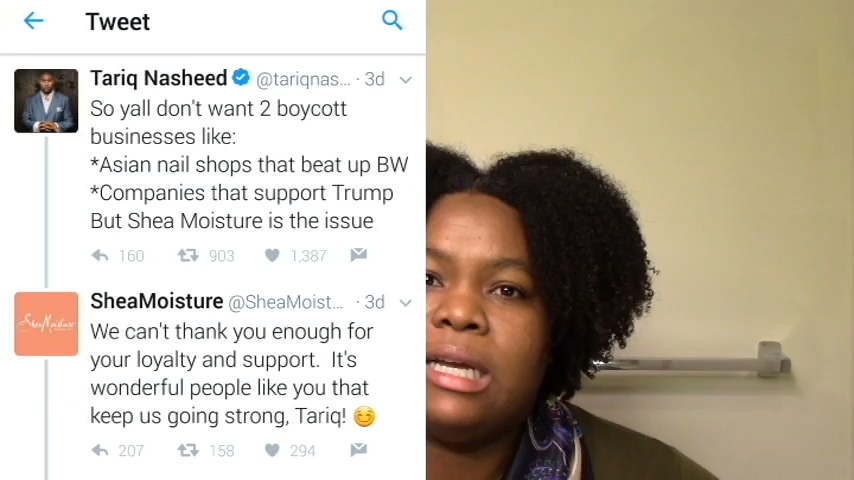 Tweet
Tariq Nasheed @tariqnas... · 3d
So yall don't want 2 boycott
businesses like:
*Asian nail shops that beat up BW
*Companies that support Trump
But Shea Moisture is the issue
160 903 1,387
SheaMoisture
SheaMoisture @SheaMoist... · 3d
We can't thank you enough for
your loyalty and support. It's
wonderful people like you that
keep us going strong, Tariq! 😊
207 158 294